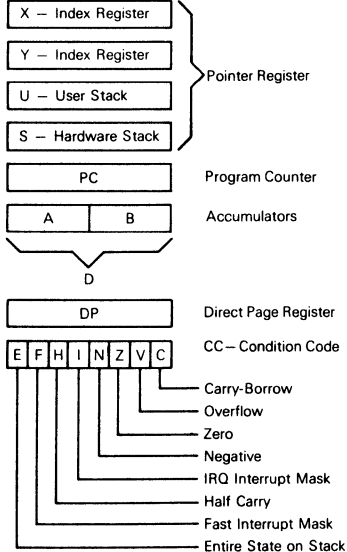 X – Index Register
Y – Index Register
U – User Stack
S – Hardware Stack
Pointer Register
PC
Program Counter
A B
Accumulators
D
DP
Direct Page Register
E F H I N Z V C
CC – Condition Code
Carry-Borrow
Overflow
Zero
Negative
IRQ Interrupt Mask
Half Carry
Fast Interrupt Mask
Entire State on Stack